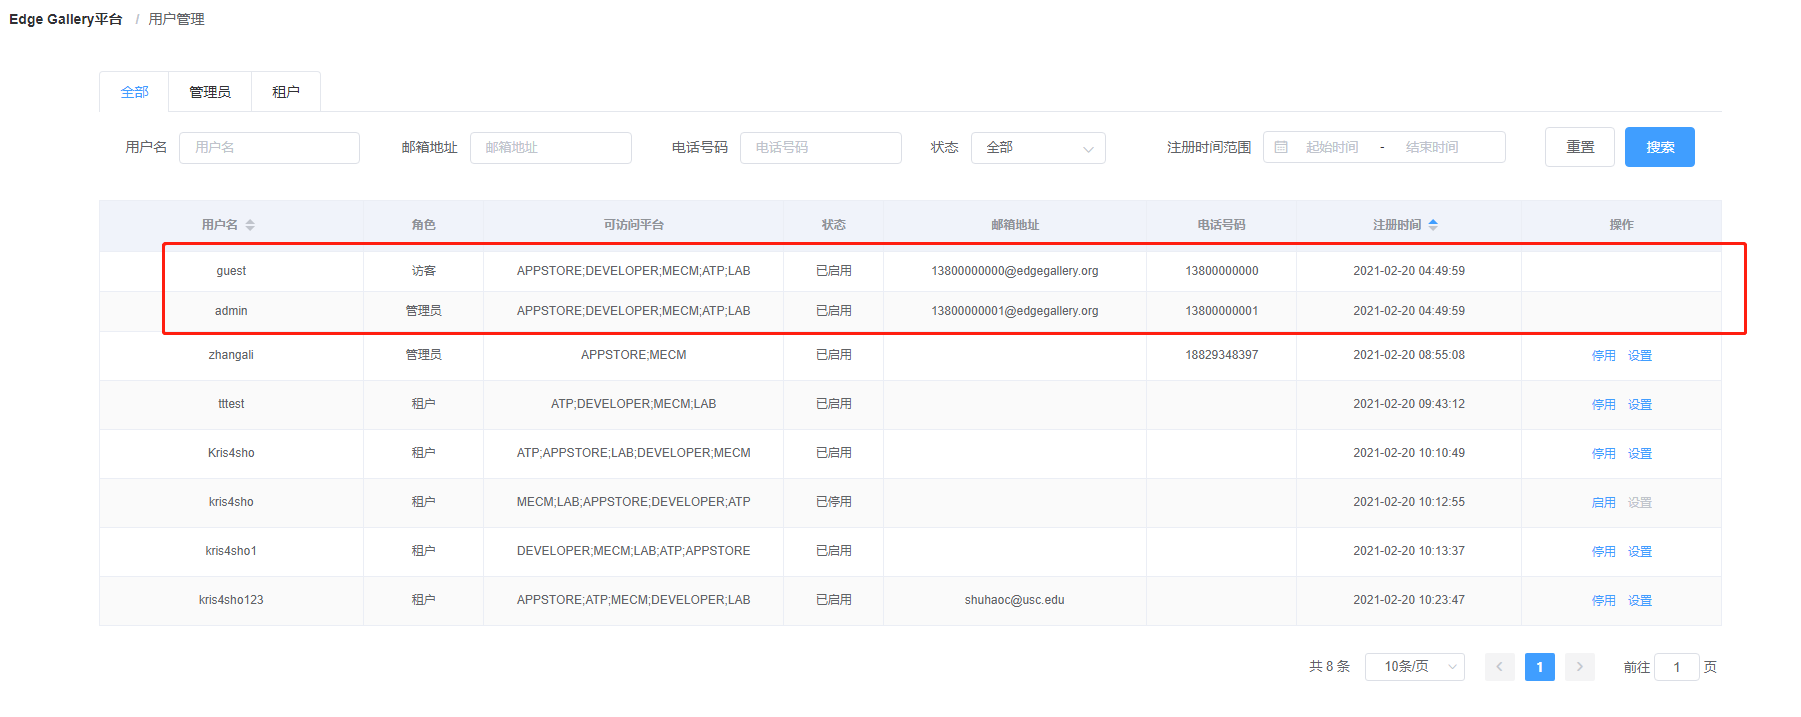 Edge Gallery平台 / 用户管理
全部 管理员 租户
用户名 用户名 邮箱地址 邮箱地址 电话号码 电话号码 状态 全部 注册时间范围 起始时间 - 结束时间 重置 搜索
用户名 角色 可访问平台 状态 邮箱地址 电话号码 注册时间 操作
guest 访客 APPSTORE;DEVELOPER;MECM;ATP;LAB 已启用 13800000000@edgegallery.org 13800000000 2021-02-20 04:49:59
admin 管理员 APPSTORE;DEVELOPER;MECM;ATP;LAB 已启用 13800000001@edgegallery.org 13800000001 2021-02-20 04:49:59
zhangali 管理员 APPSTORE;MECM 已启用 18829348397 2021-02-20 08:55:08 停用 设置
tttest 租户 ATP;DEVELOPER;MECM;LAB 已启用 2021-02-20 09:43:12 停用 设置
Kris4sho 租户 ATP;APPSTORE;LAB;DEVELOPER;MECM 已启用 2021-02-20 10:10:49 停用 设置
kris4sho 租户 MECM;LAB;APPSTORE;DEVELOPER;ATP 已停用 2021-02-20 10:12:55 启用 设置
kris4sho1 租户 DEVELOPER;MECM;LAB;ATP;APPSTORE 已启用 2021-02-20 10:13:37 停用 设置
kris4sho123 租户 APPSTORE;ATP;MECM;DEVELOPER;LAB 已启用 shuhaoc@usc.edu 2021-02-20 10:23:47 停用 设置
共 8 条 10条/页 1 前往 1 页